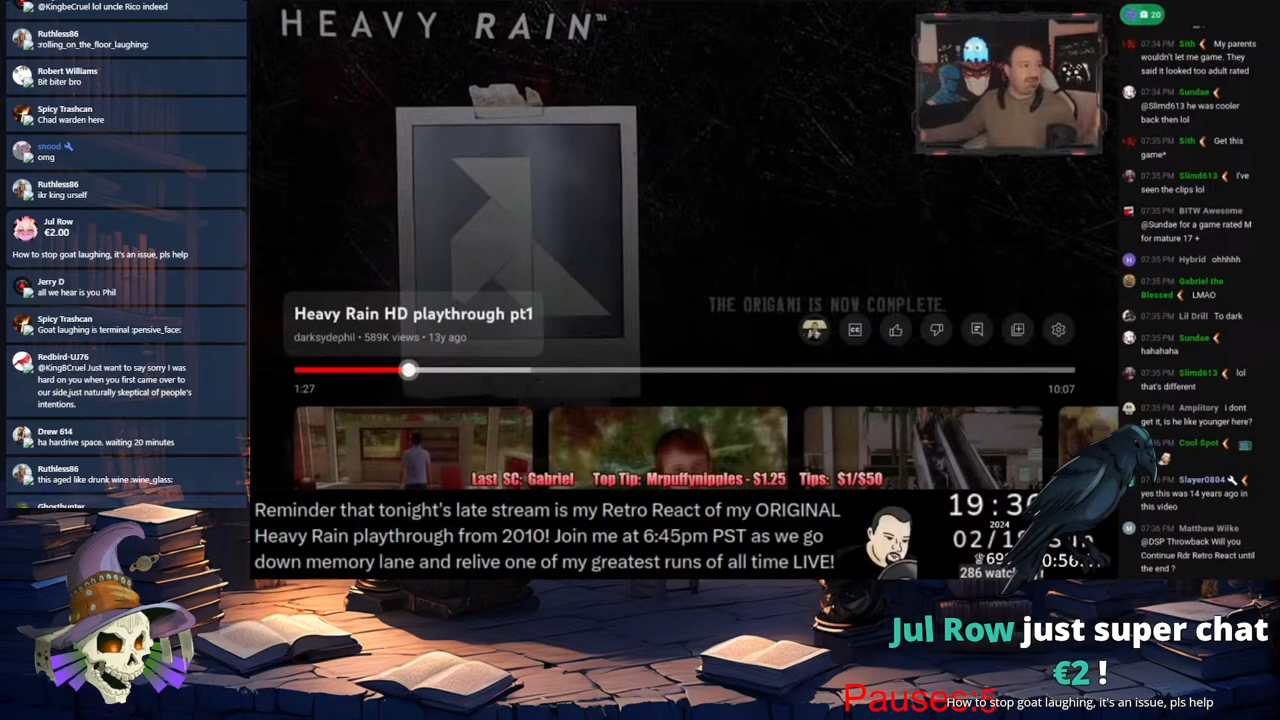 @KingbeCruel lol uncle Rico indeed
Ruthless86
:rolling_on_the_floor_laughing:
Robert Williams
Bit biter bro
Spicy Trashcan
Chad warden here
snood
omg
Ruthless86
ikr king urself
Jul Row
€2.00
How to stop goat laughing, it's an issue, pls help
Jerry D
all we hear is you Phil
Spicy Trashcan
Goat laughing is terminal :pensive_face:
Redbird-UJ76
@KingBCruel Just want to say sorry I was
hard on you when you first came over to
our side,just naturally skeptical of people's
intentions.
Drew 614
ha hardrive space. waiting 20 minutes
Ruthless86
this aged like drunk wine :wine_glass:
Ghosthunter
HEAVY RAIN™
THE ORIGAMI IS NOW COMPLETE.
Heavy Rain HD playthrough pt1
darksydephil • 589K views • 13y ago
CC
1:27
10:07
Last SC: Gabriel Top Tip: Mrpuffynipples - $1.25 Tips: $1/$50
Reminder that tonight's late stream is my Retro React of my ORIGINAL
Heavy Rain playthrough from 2010! Join me at 6:45pm PST as we go
down memory lane and relive one of my greatest runs of all time LIVE!
2024
286
20
07:34 PM Sith My parents
wouldn't let me game. They
said it looked too adult rated
07:34 PM Sundae
@Slimd613 he was cooler
back then lol
07:35 PM Sith Get this
game*
07:35 PM Slimd613 I've
seen the clips lol
07:35 PM BITW Awesome
@Sundae for a game rated M
for mature 17 +
07:35 PM Hybrid ohhhhh
07:35 PM Gabriel the
Blessed LMAO
07:35 PM Lil Drill To dark
07:35 PM Sundae
hahahaha
07:35 PM Slimd613 lol
that's different
07:35 PM Amplitory i dont
get it, is he like younger here?
PM Cool Spot
PM Slayer0804
yes this was 14 years ago in
this video
07:36 PM Matthew Wilke
@DSP Throwback Will you
Continue Rdr Retro React until
the end ?
Jul Row just super chat
€2 !
Pauses:5
How to stop goat laughing, it's an issue, pls help